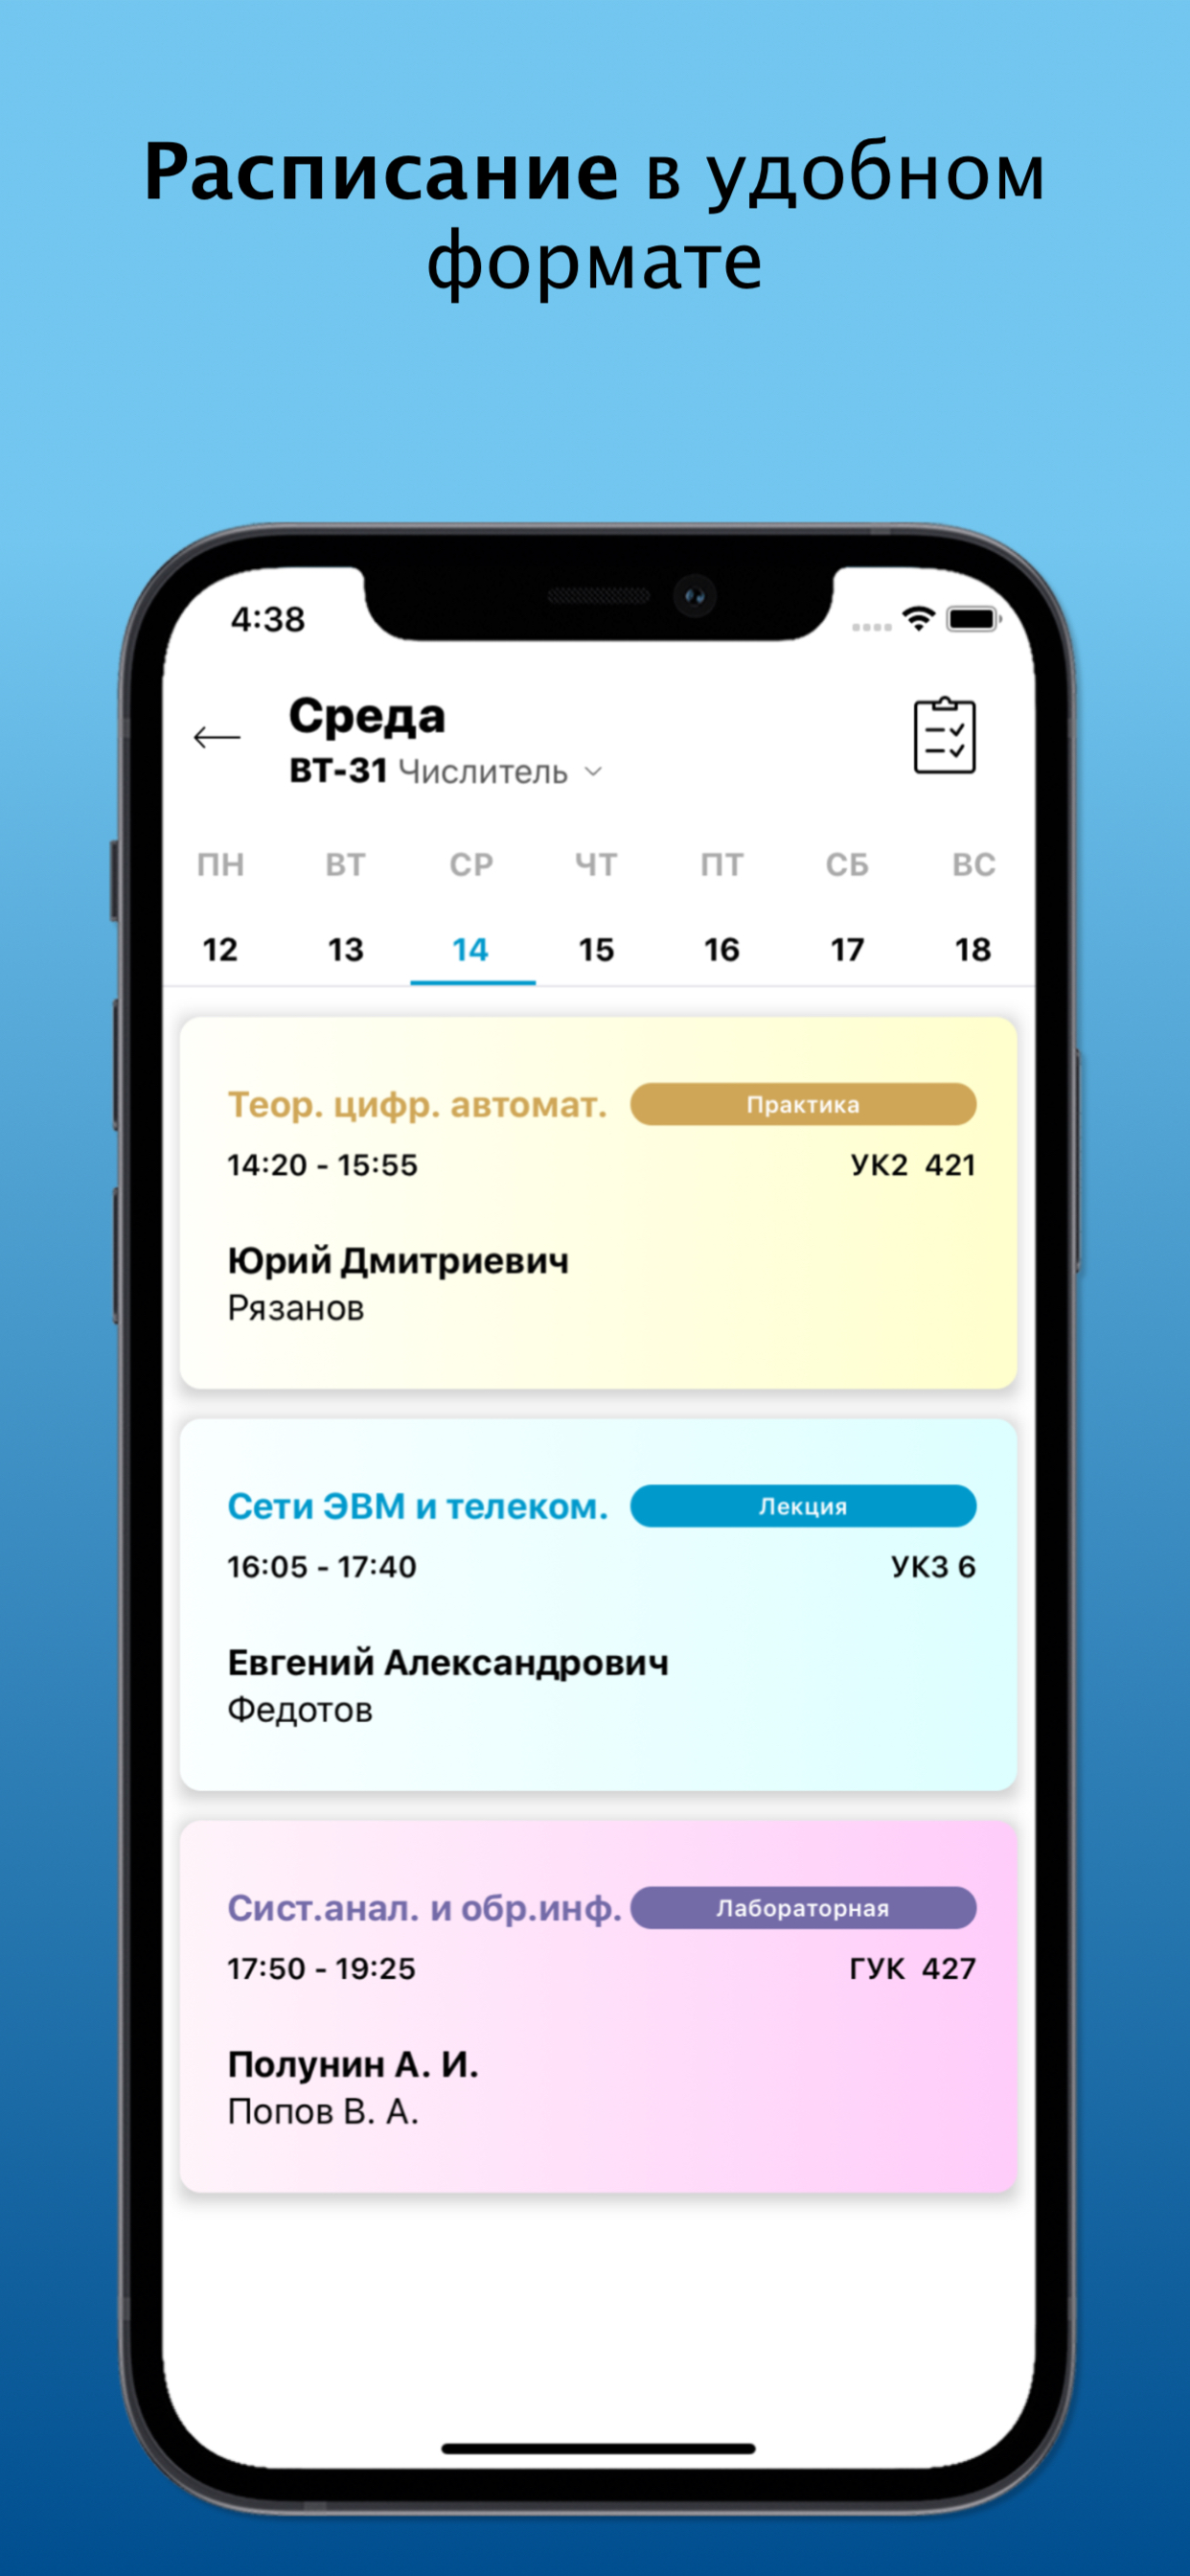 Расписание в удобном
формате
4:38
Среда
ВТ-31 Числитель
ПН ВТ СР ЧТ ПТ СБ ВС
12 13 14 15 16 17 18
Теор. цифр. автомат. Практика
14:20 - 15:55 УК2 421
Юрий Дмитриевич
Рязанов
Сети ЭВМ и телеком. Лекция
16:05 - 17:40 УК3 6
Евгений Александрович
Федотов
Сист.анал. и обр.инф. Лабораторная
17:50 - 19:25 ГУК 427
Полунин А. И.
Попов В. А.